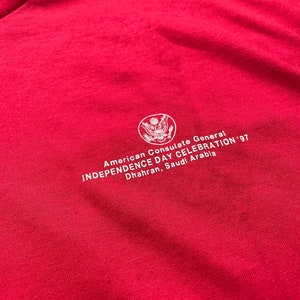 American Consulate General
INDEPENDENCE DAY CELEBRATION '97
Dhahran, Saudi Arabia